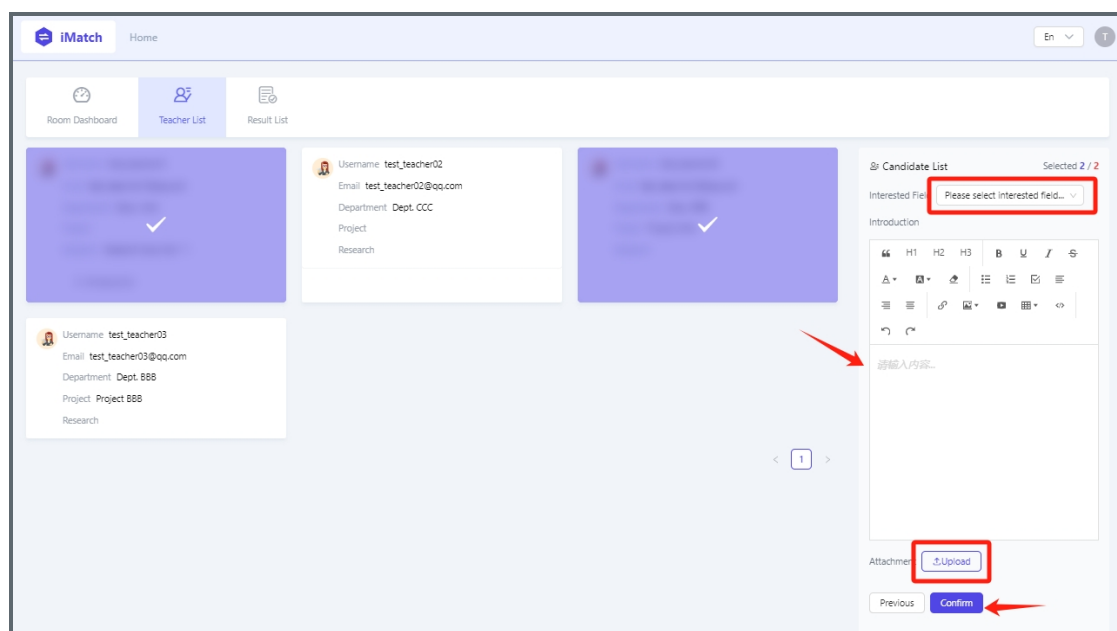 iMatch Home En T
Room Dashboard Teacher List Result List
Username test_teacher02
Email test_teacher02@qq.com
Department Dept. CCC
Project
Research
Username test_teacher03
Email test_teacher03@qq.com
Department Dept. BBB
Project Project BBB
Research
< 1 >
Candidate List Selected 2 / 2
Interested Fiel Please select interested field...
Introduction
H1 H2 H3 B U I S
A A
请输入内容...
Attachmen Upload
Previous Confirm